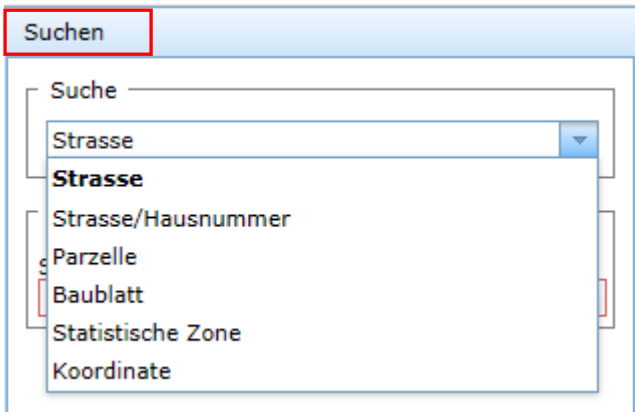 Suchen
Suche
Strasse
Strasse
Strasse/Hausnummer
Parzelle
Baublatt
Statistische Zone
Koordinate